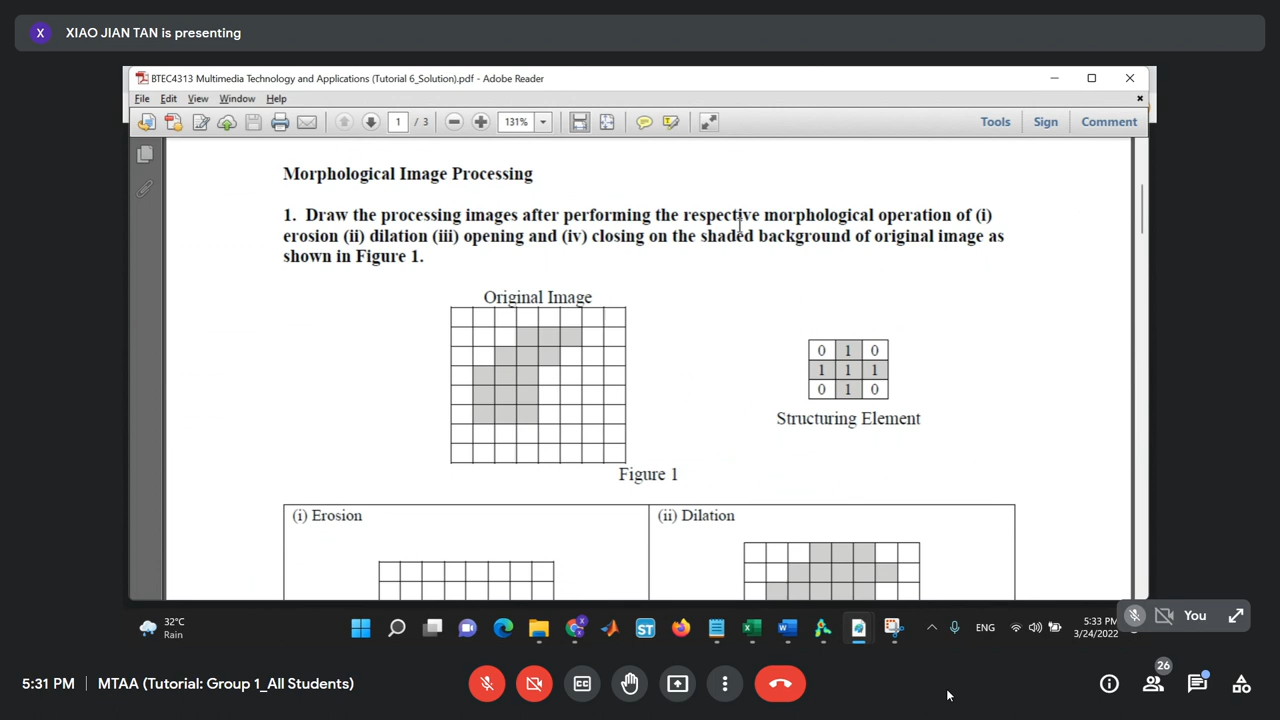 X XIAO JIAN TAN is presenting
BTEC4313 Multimedia Technology and Applications (Tutorial 6_Solution).pdf - Adobe Reader
File Edit View Window Help
1 / 3 131% Tools Sign Comment
Morphological Image Processing
1. Draw the processing images after performing the respective morphological operation of (i)
erosion (ii) dilation (iii) opening and (iv) closing on the shaded background of original image as
shown in Figure 1.
Original Image
0 1 0
1 1 1
0 1 0
Structuring Element
Figure 1
(i) Erosion (ii) Dilation
You
32°C
Rain
ST
X
ENG
5:33 PM
3/24/2022
5:31 PM | MTAA (Tutorial: Group 1_All Students)
26